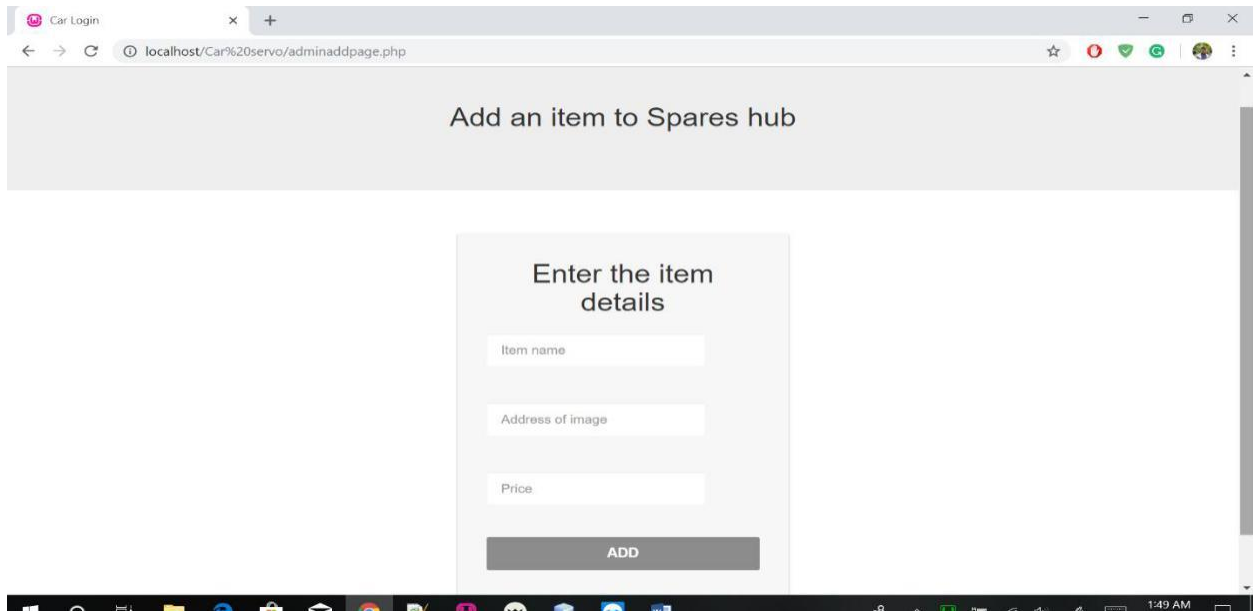 Car Login
localhost/Car%20servo/adminaddpage.php
Add an item to Spares hub
Enter the item
details
Item name
Address of image
Price
ADD
1:49 AM